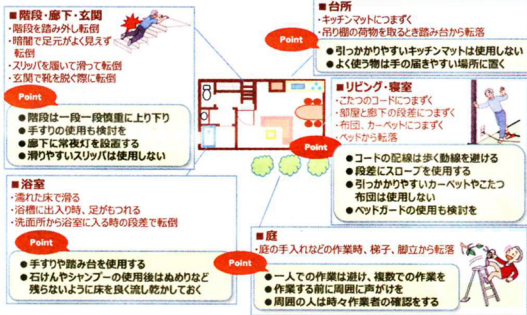 ■階段・廊下・玄関
・階段を踏み外し転倒
・暗闇で足元がよく見えず
転倒
・スリッパを履いて滑って転倒
・玄関で靴を脱ぐ際に転倒
Point
●階段は一段一段慎重に上り下り
●手すりの使用も検討を
●廊下に常夜灯を設置する
●滑りやすいスリッパは使用しない
■台所
・キッチンマットにつまずく
・吊り棚の荷物を取るとき踏み台から転落
Point
●引っかかりやすいキッチンマットは使用しない
●よく使う物は手の届きやすい場所に置く
■リビング・寝室
・こたつのコードにつまずく
・部屋と廊下の段差につまずく
・布団、カーペットにつまずく
・ベッドから転落
Point
●コードの配線は歩く動線を避ける
●段差にスロープを使用する
●引っかかりやすいカーペットやこたつ
布団は使用しない
●ベッドガードの使用も検討を
■浴室
・濡れた床で滑る
・浴槽に出入り時、足がもつれる
・洗面所から浴室に入る時の段差で転倒
Point
●手すりや踏み台を使用する
●石けんやシャンプーの使用後はぬめりなど
残らないように床を良く流し乾かしておく
■庭
・庭の手入れなどの作業時、梯子、脚立から転落
Point
●一人での作業は避け、複数での作業を
●作業する前に周囲に声がけを
●周囲の人は時々作業者の確認をする